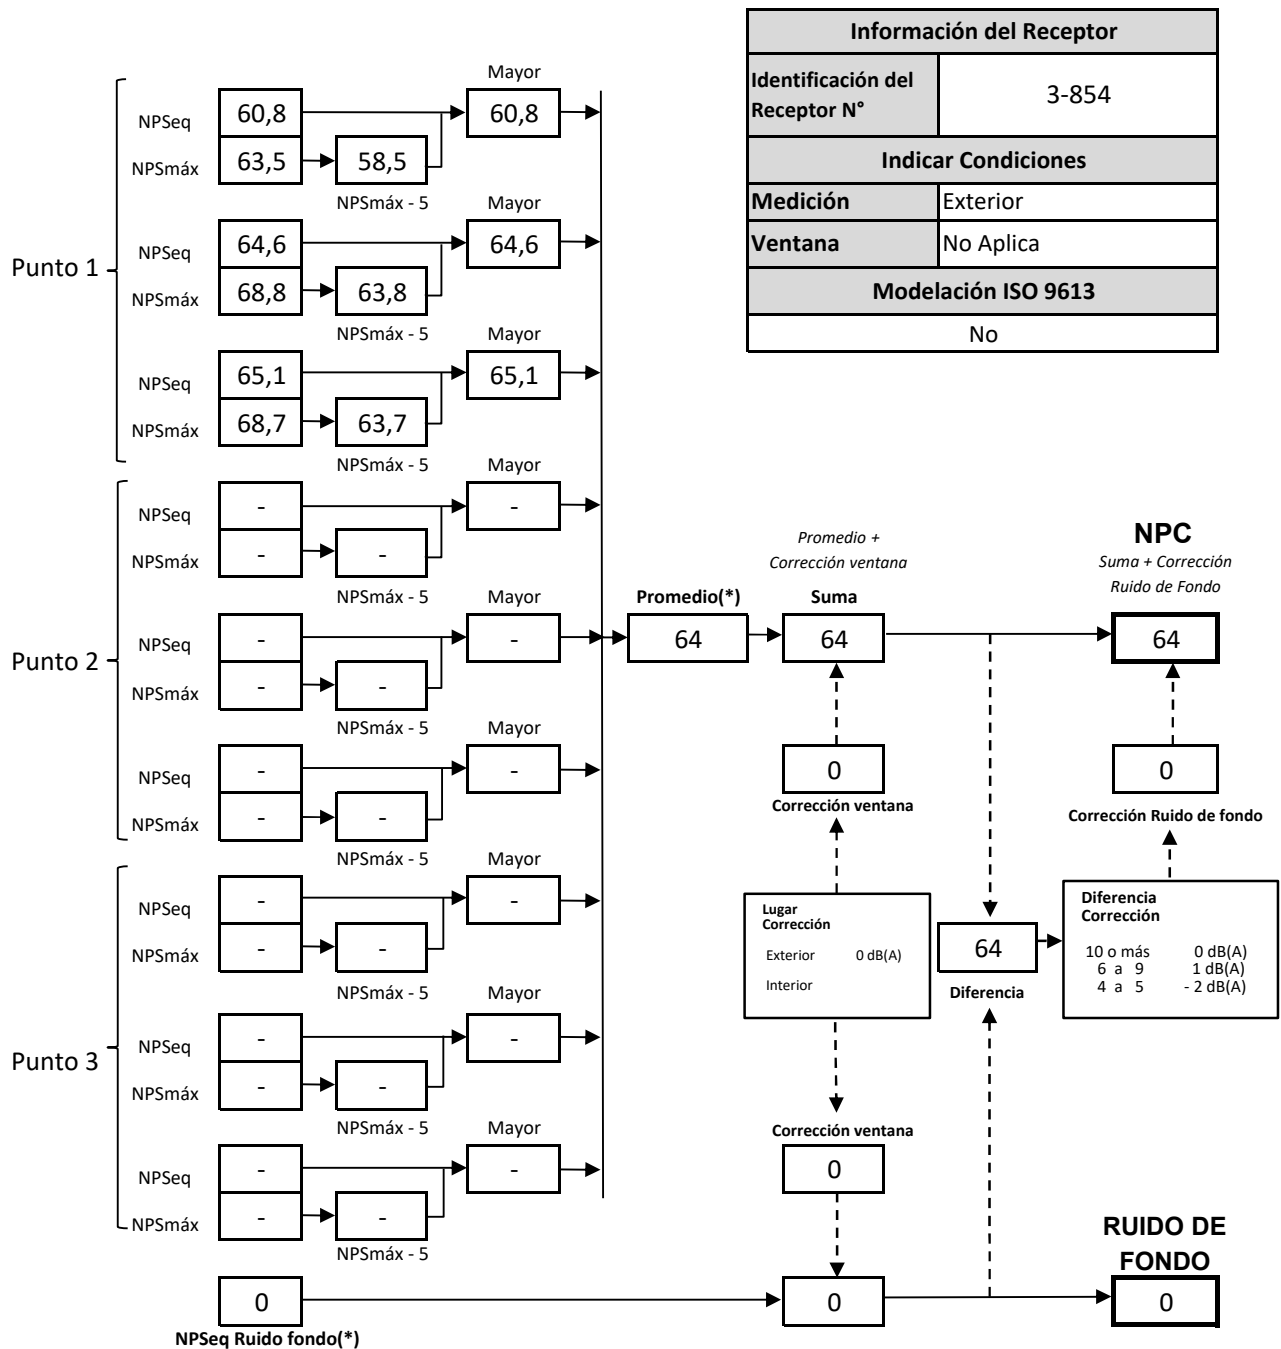 Información del Receptor
Identificación del
Receptor N°
3-854
Indicar Condiciones
Medición Exterior
Ventana No Aplica
Modelación ISO 9613
No
Punto 1
Mayor
NPSeq 60,8 60,8
NPSmáx 63,5 58,5
NPSmáx - 5 Mayor
NPSeq 64,6 64,6
NPSmáx 68,8 63,8
NPSmáx - 5 Mayor
NPSeq 65,1 65,1
NPSmáx 68,7 63,7
NPSmáx - 5 Mayor
Punto 2
NPSeq - -
NPSmáx - -
NPSmáx - 5 Mayor
NPSeq - -
NPSmáx - -
NPSmáx - 5 Mayor
NPSeq - -
NPSmáx - -
NPSmáx - 5 Mayor
Punto 3
NPSeq - -
NPSmáx - -
NPSmáx - 5 Mayor
NPSeq - -
NPSmáx - -
NPSmáx - 5 Mayor
NPSeq - -
NPSmáx - -
NPSmáx - 5
0
NPSeq Ruido fondo(*)
Promedio(*)
64
Promedio +
Corrección ventana
Suma
64
0
Corrección ventana
Lugar
Corrección
Exterior 0 dB(A)
Interior
Corrección ventana
0
0
64
Diferencia
NPC
Suma + Corrección
Ruido de Fondo
64
0
Corrección Ruido de fondo
Diferencia
Corrección
10 o más 0 dB(A)
6 a 9 1 dB(A)
4 a 5 - 2 dB(A)
RUIDO DE
FONDO
0